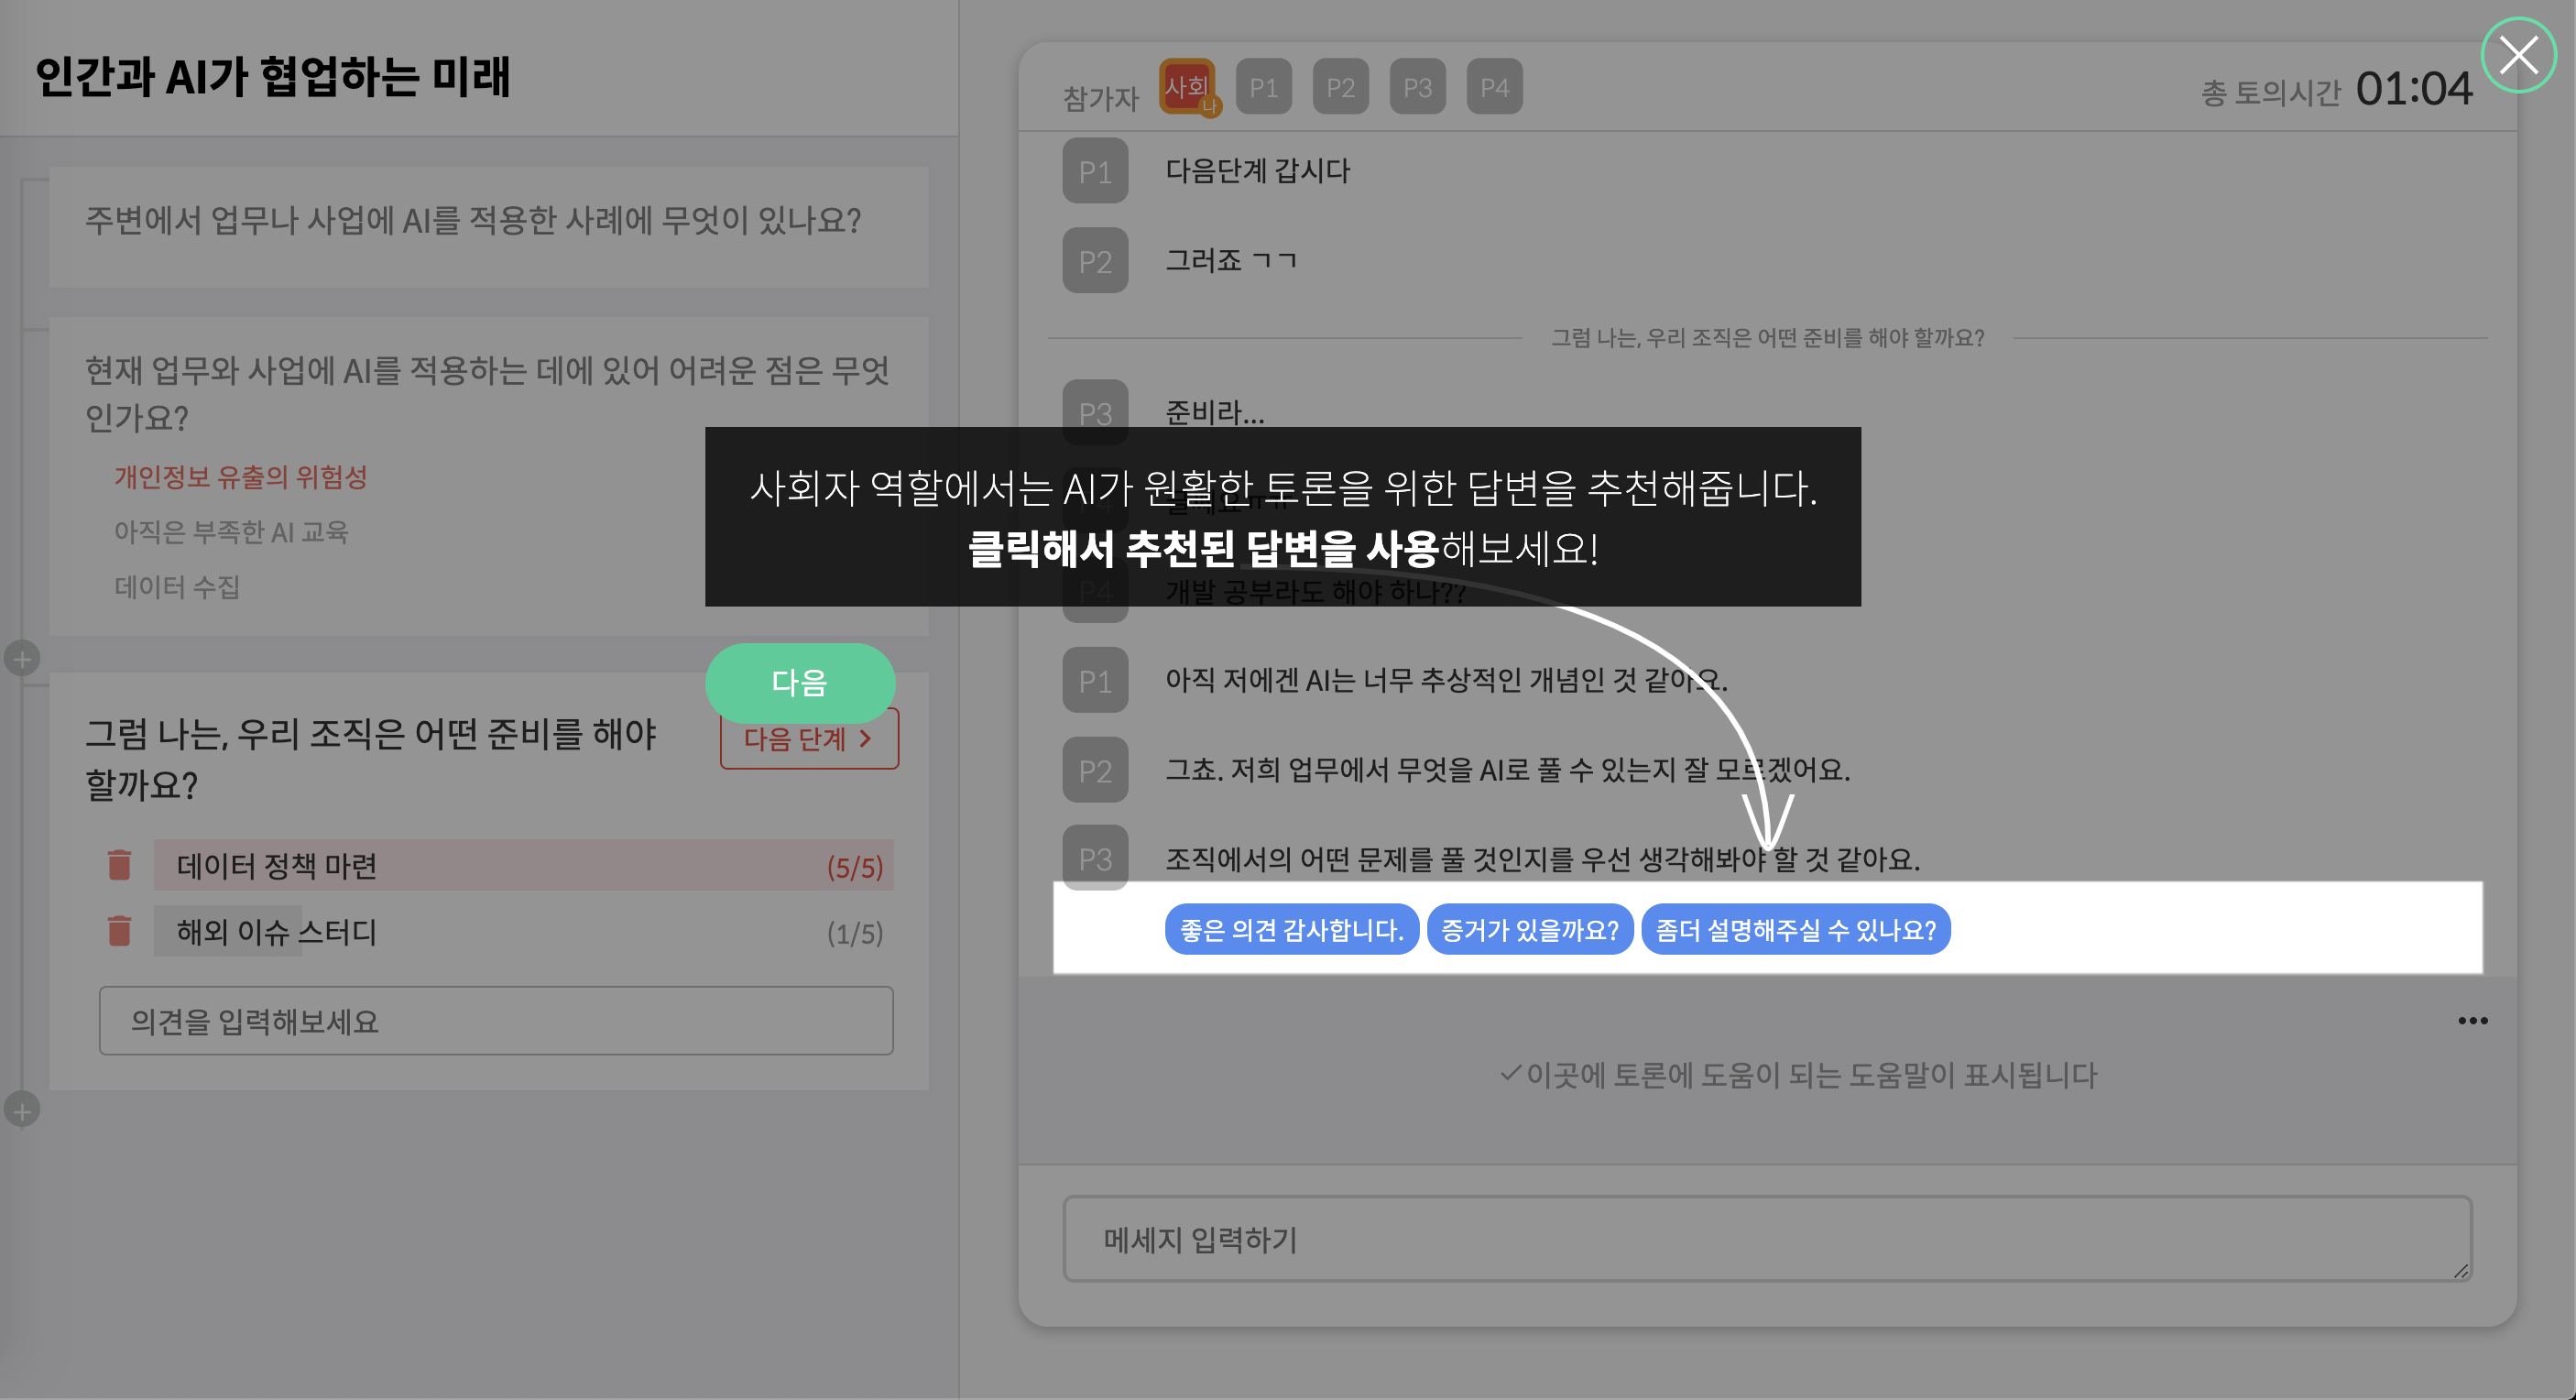 인간과 AI가 협업하는 미래
주변에서 업무나 사업에 AI를 적용한 사례에 무엇이 있나요?
현재 업무와 사업에 AI를 적용하는 데에 있어 어려운 점은 무엇
인가요?
개인정보 유출의 위험성
아직은 부족한 AI 교육
데이터 수집
그럼 나는, 우리 조직은 어떤 준비를 해야
할까요?
다음 단계 >
데이터 정책 마련 (5/5)
해외 이슈 스터디 (1/5)
의견을 입력해보세요
사회자 역할에서는 AI가 원활한 토론을 위한 답변을 추천해줍니다.
클릭해서 추천된 답변을 사용해보세요!
다음
참가자 사회 나 P1 P2 P3 P4 총 토의시간 01:04
P1 다음단계 갑시다
P2 그러죠 ㄱㄱ
그럼 나는, 우리 조직은 어떤 준비를 해야 할까요?
P3 준비라...
P4 개발 공부라도 해야 하나??
P1 아직 저에겐 AI는 너무 추상적인 개념인 것 같아요.
P2 그쵸. 저희 업무에서 무엇을 AI로 풀 수 있는지 잘 모르겠어요.
P3 조직에서의 어떤 문제를 풀 것인지를 우선 생각해봐야 할 것 같아요.
좋은 의견 감사합니다. 증거가 있을까요? 좀더 설명해주실 수 있나요?
이곳에 토론에 도움이 되는 도움말이 표시됩니다
메세지 입력하기